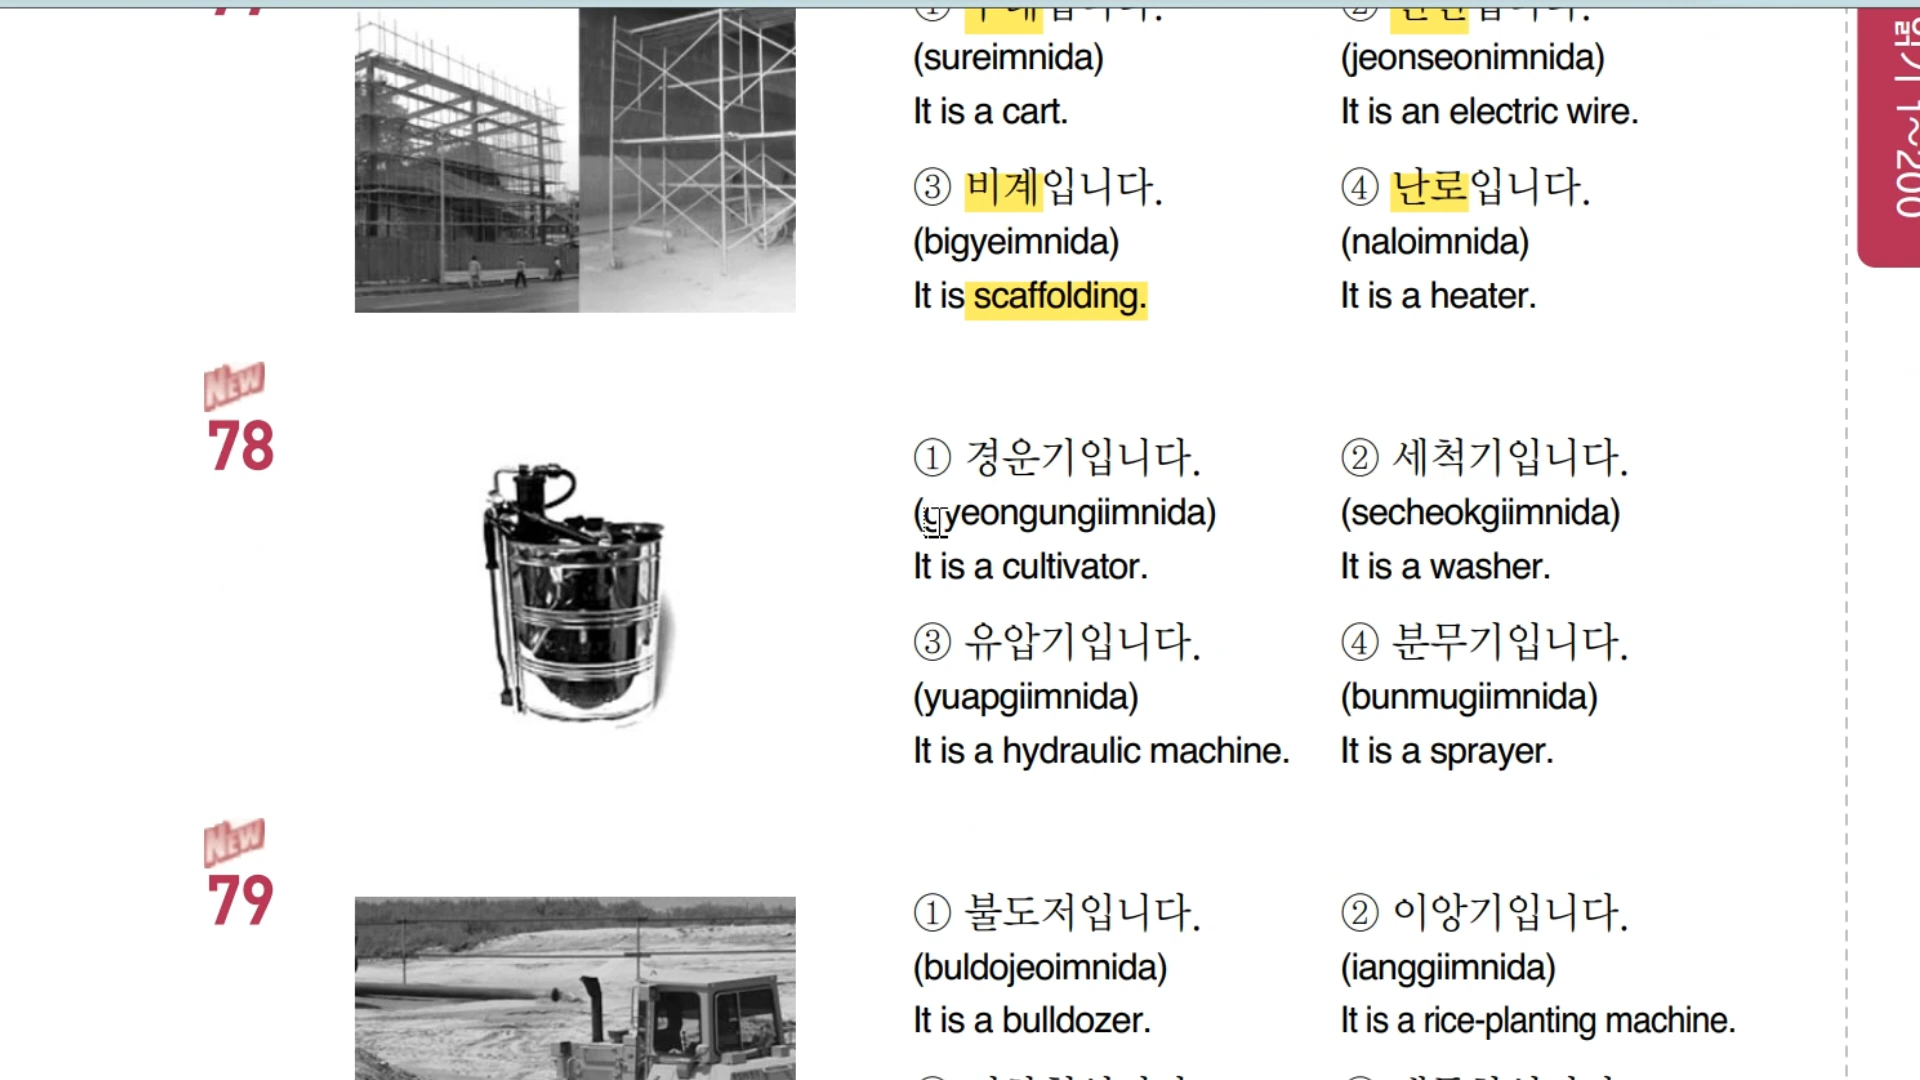 (sureimnida)
(jeonseonimnida)
It is a cart.
It is an electric wire.
③ 비계입니다.
④ 난로입니다.
(bigyeimnida)
(naloimnida)
It is scaffolding.
It is a heater.
NEW
78
① 경운기입니다.
② 세척기입니다.
(gyeongungiimnida)
(secheokgiimnida)
It is a cultivator.
It is a washer.
③ 유압기입니다.
④ 분무기입니다.
(yuapgiimnida)
(bunmugiimnida)
It is a hydraulic machine.
It is a sprayer.
NEW
79
① 불도저입니다.
② 이앙기입니다.
(buldojeoimnida)
(ianggiimnida)
It is a bulldozer.
It is a rice-planting machine.
읽기 1~200